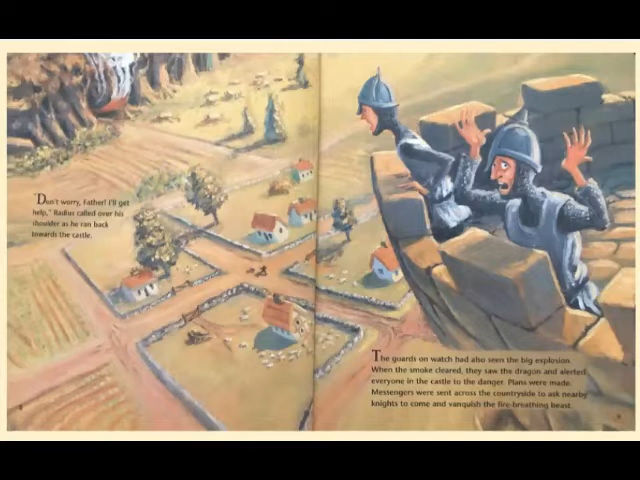 "Don't worry, Father! I'll get
help," Radius called over his
shoulder as he ran back
towards the castle.
The guards on watch had also seen the big explosion.
When the smoke cleared, they saw the dragon and alerted
everyone in the castle to the danger. Plans were made.
Messengers were sent across the countryside to ask nearby
knights to come and vanquish the fire-breathing beast.